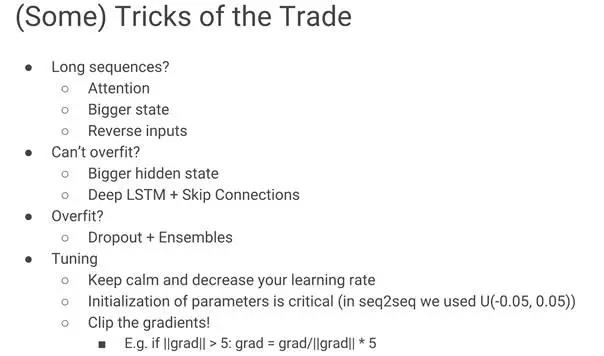 (Some) Tricks of the Trade
● Long sequences?
○ Attention
○ Bigger state
○ Reverse inputs
● Can't overfit?
○ Bigger hidden state
○ Deep LSTM + Skip Connections
● Overfit?
○ Dropout + Ensembles
● Tuning
○ Keep calm and decrease your learning rate
○ Initialization of parameters is critical (in seq2seq we used U(-0.05, 0.05))
○ Clip the gradients!
■ E.g. if ||grad|| > 5: grad = grad/||grad|| * 5